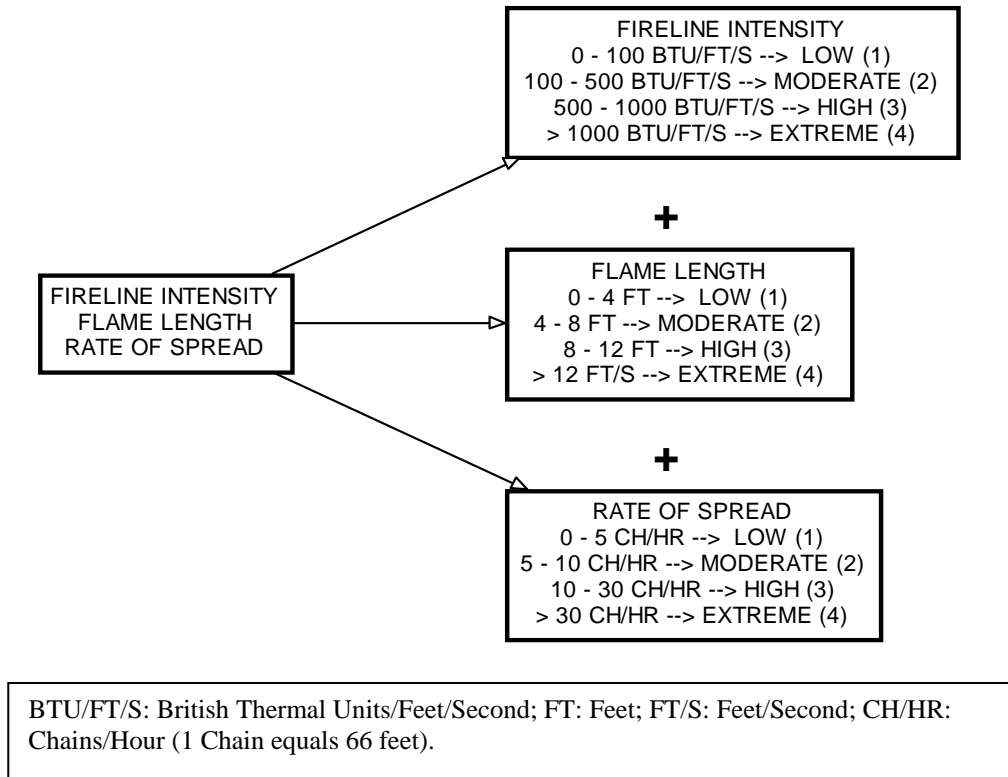 FIRELINE INTENSITY
0 - 100 BTU/FT/S --> LOW (1)
100 - 500 BTU/FT/S --> MODERATE (2)
500 - 1000 BTU/FT/S --> HIGH (3)
> 1000 BTU/FT/S --> EXTREME (4)
+
FIRELINE INTENSITY
FLAME LENGTH
RATE OF SPREAD
FLAME LENGTH
0 - 4 FT --> LOW (1)
4 - 8 FT --> MODERATE (2)
8 - 12 FT --> HIGH (3)
> 12 FT/S --> EXTREME (4)
+
RATE OF SPREAD
0 - 5 CH/HR --> LOW (1)
5 - 10 CH/HR --> MODERATE (2)
10 - 30 CH/HR --> HIGH (3)
> 30 CH/HR --> EXTREME (4)
BTU/FT/S: British Thermal Units/Feet/Second; FT: Feet; FT/S: Feet/Second; CH/HR:
Chains/Hour (1 Chain equals 66 feet).